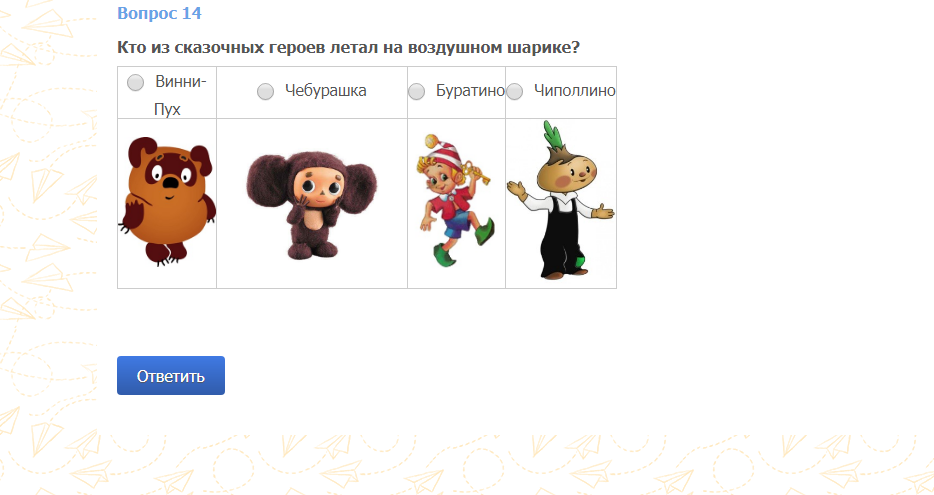 Вопрос 14
Кто из сказочных героев летал на воздушном шарике?
Винни-
Пух
Чебурашка
Буратино
Чиполлино
Ответить